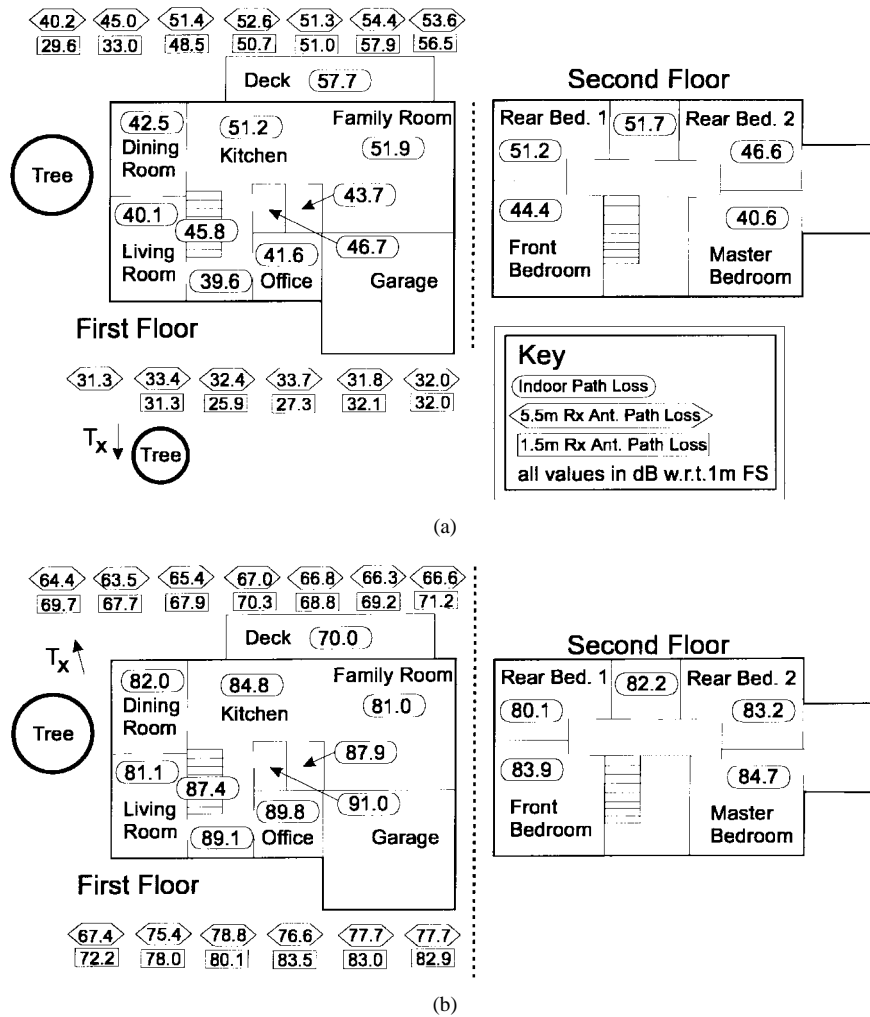 40.2 45.0 51.4 52.6 51.3 54.4 53.6
29.6 33.0 48.5 50.7 51.0 57.9 56.5
Deck 57.7
Second Floor
42.5 51.2 Family Room
Dining Room
Kitchen
51.9
Tree
40.1
45.8
43.7
46.7
Living Room
39.6
41.6
Office
Garage
First Floor
Rear Bed. 1 51.7 Rear Bed. 2
51.2 46.6
44.4 40.6
Front Bedroom
Master Bedroom
31.3 33.4 32.4 33.7 31.8 32.0
31.3 25.9 27.3 32.1 32.0
Tx
Tree
Key
Indoor Path Loss
5.5m Rx Ant. Path Loss
1.5m Rx Ant. Path Loss
all values in dB w.r.t.1m FS
(a)
64.4 63.5 65.4 67.0 66.8 66.3 66.6
69.7 67.7 67.9 70.3 68.8 69.2 71.2
Deck 70.0
Second Floor
Tx
Tree
82.0 84.8 Family Room
Dining Room
Kitchen
81.0
81.1
87.4
87.9
91.0
Living Room
89.1
89.8
Office
Garage
First Floor
Rear Bed. 1 82.2 Rear Bed. 2
80.1 83.2
83.9 84.7
Front Bedroom
Master Bedroom
67.4 75.4 78.8 76.6 77.7 77.7
72.2 78.0 80.1 83.5 83.0 82.9
(b)